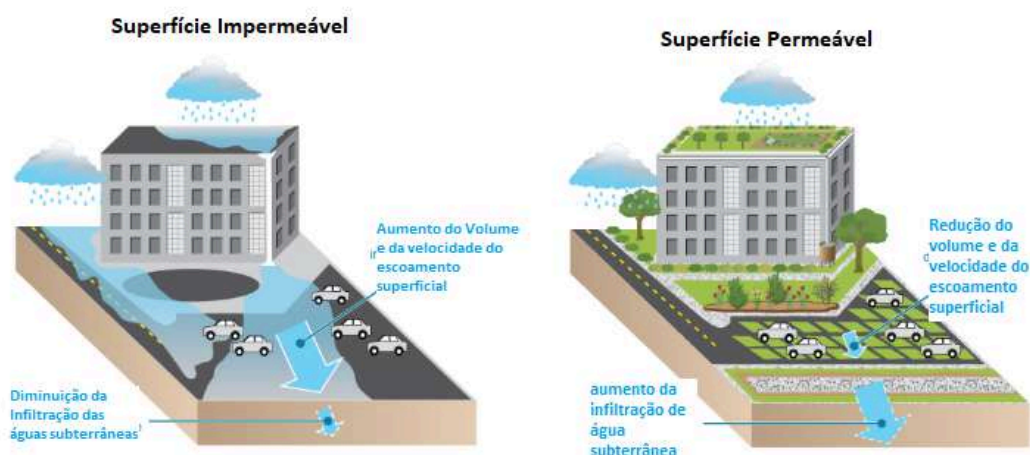 Superfície Impermeável
Aumento do Volume
e da velocidade do
escoamento
superficial
Diminuição da
Infiltração das
águas subterrâneas
Superfície Permeável
Redução do
volume e da
velocidade do
escoamento
superficial
aumento da
infiltração de
água
subterrânea